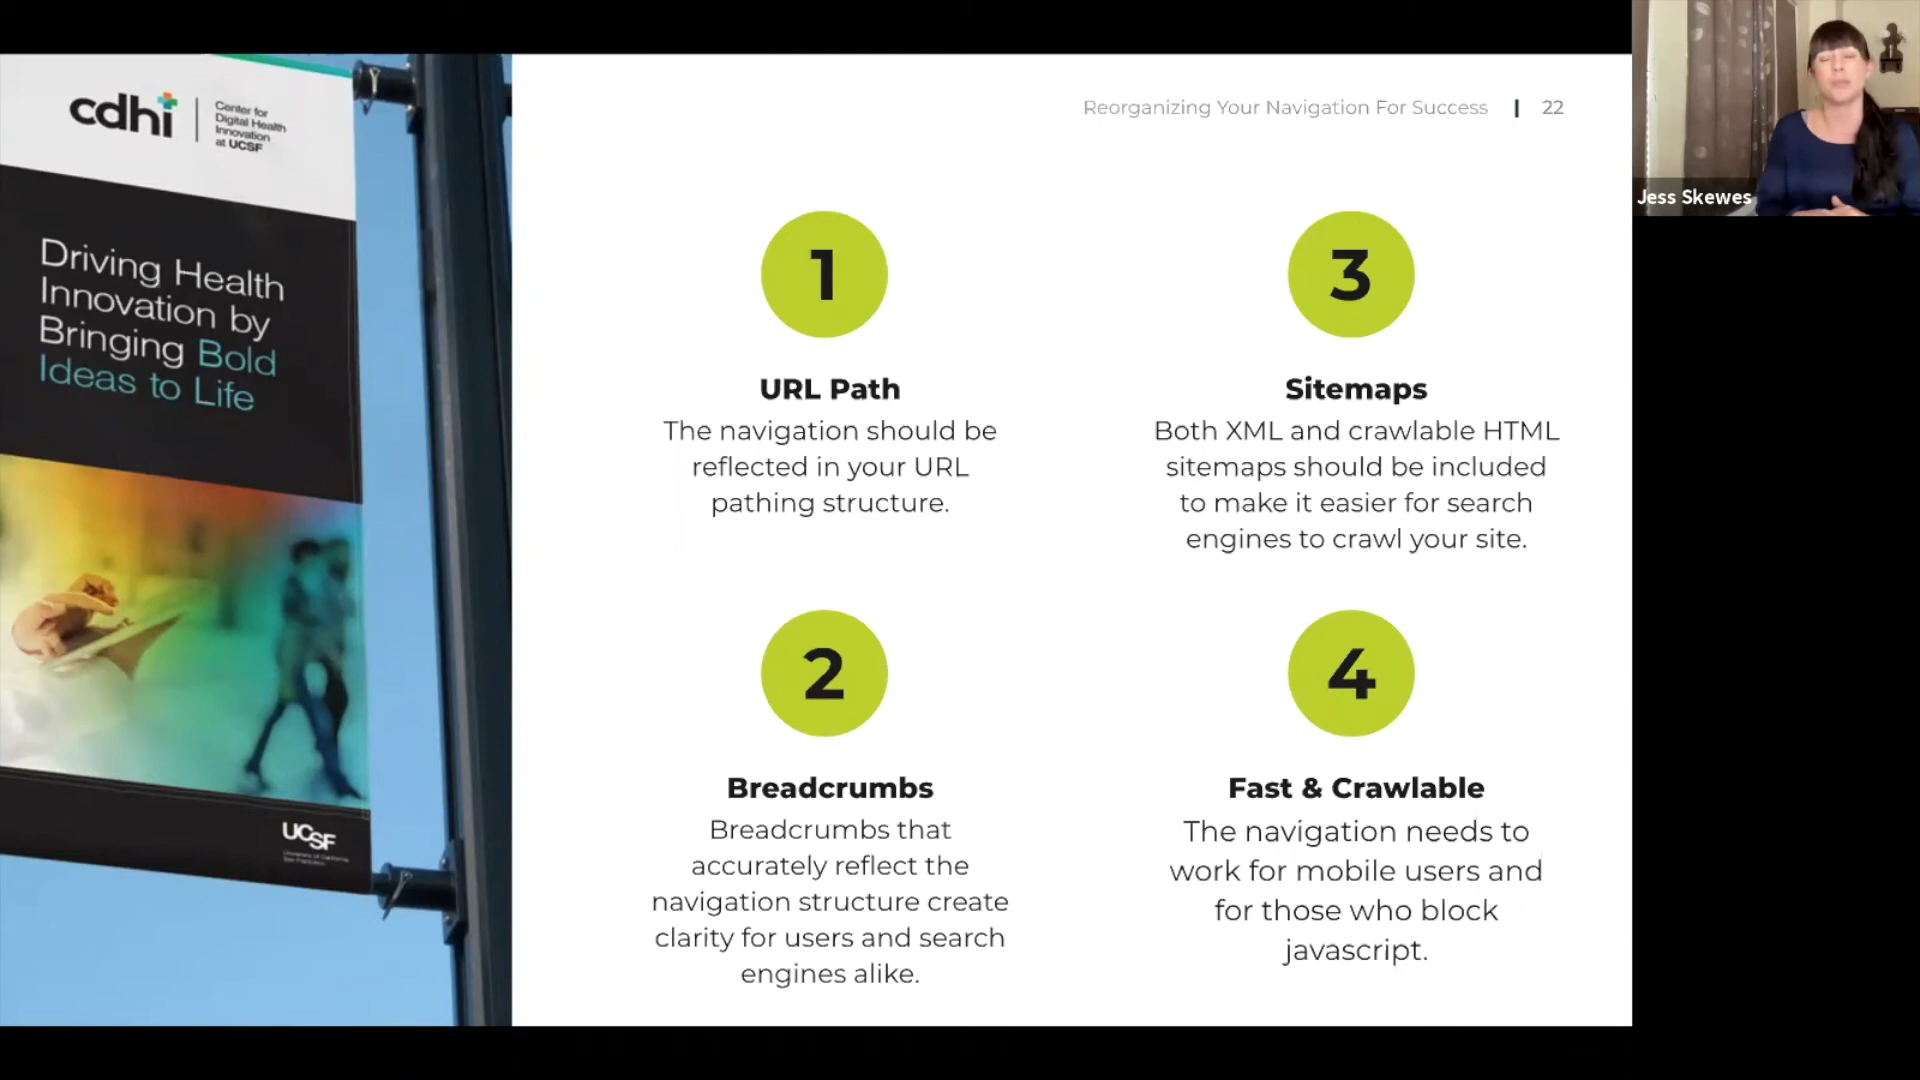 cdhi
Center for
Digital Health
Innovation
at UCSF
Driving Health
Innovation by
Bringing Bold
Ideas to Life
UCSF
University of California
San Francisco
Reorganizing Your Navigation For Success | 22
1
URL Path
The navigation should be
reflected in your URL
pathing structure.
2
Breadcrumbs
Breadcrumbs that
accurately reflect the
navigation structure create
clarity for users and search
engines alike.
3
Sitemaps
Both XML and crawlable HTML
sitemaps should be included
to make it easier for search
engines to crawl your site.
4
Fast & Crawlable
The navigation needs to
work for mobile users and
for those who block
javascript.
Jess Skewes